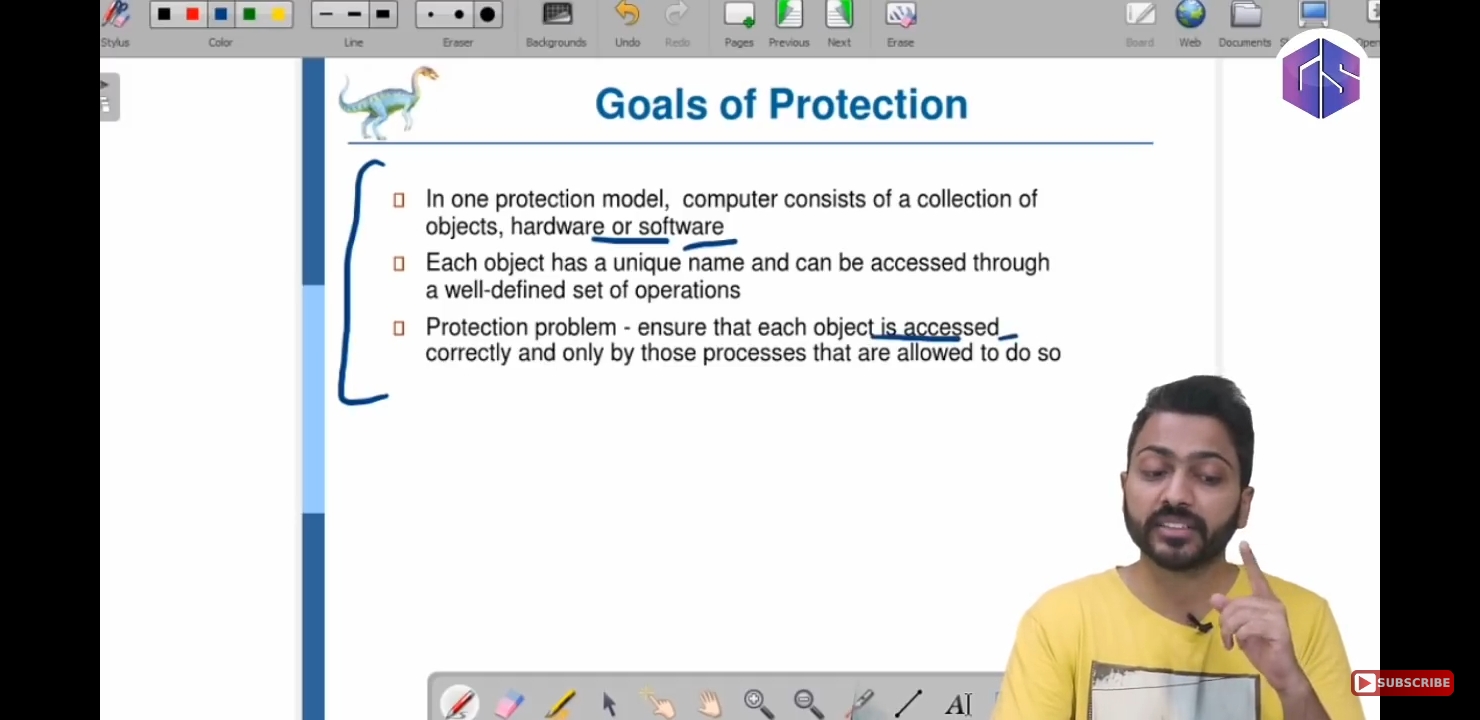 Stylus
Color
Line
Eraser
Backgrounds
Undo
Redo
Pages
Previous
Next
Erase
Board
Web
Documents
Goals of Protection
In one protection model, computer consists of a collection of
objects, hardware or software
Each object has a unique name and can be accessed through
a well-defined set of operations
Protection problem - ensure that each object is accessed
correctly and only by those processes that are allowed to do so
SUBSCRIBE
AI